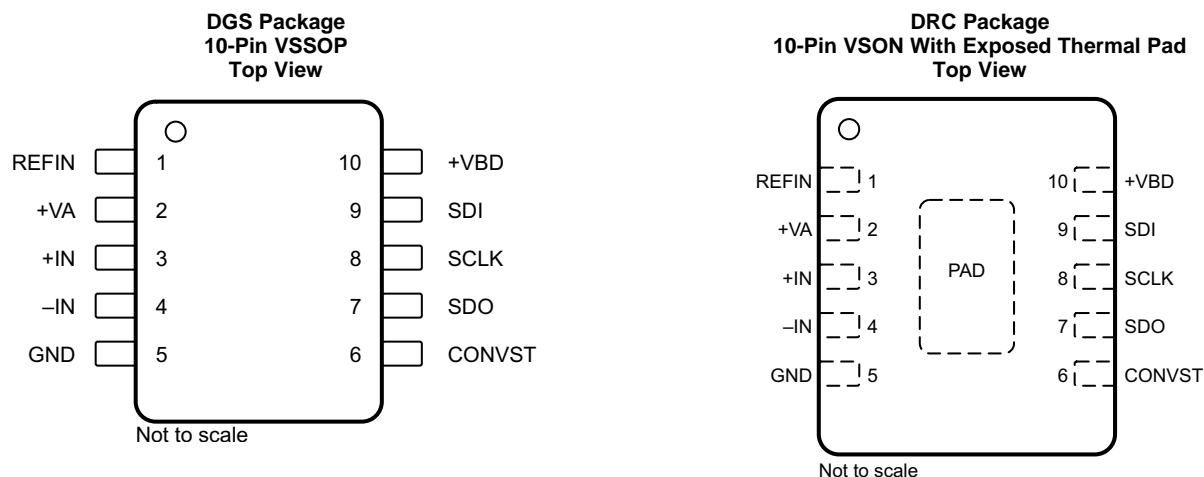 DGS Package
10-Pin VSSOP
Top View
REFIN 1 10 +VBD
+VA 2 9 SDI
+IN 3 8 SCLK
–IN 4 7 SDO
GND 5 6 CONVST
Not to scale
DRC Package
10-Pin VSON With Exposed Thermal Pad
Top View
REFIN 1 10 +VBD
+VA 2 9 SDI
+IN 3 PAD 8 SCLK
–IN 4 7 SDO
GND 5 6 CONVST
Not to scale